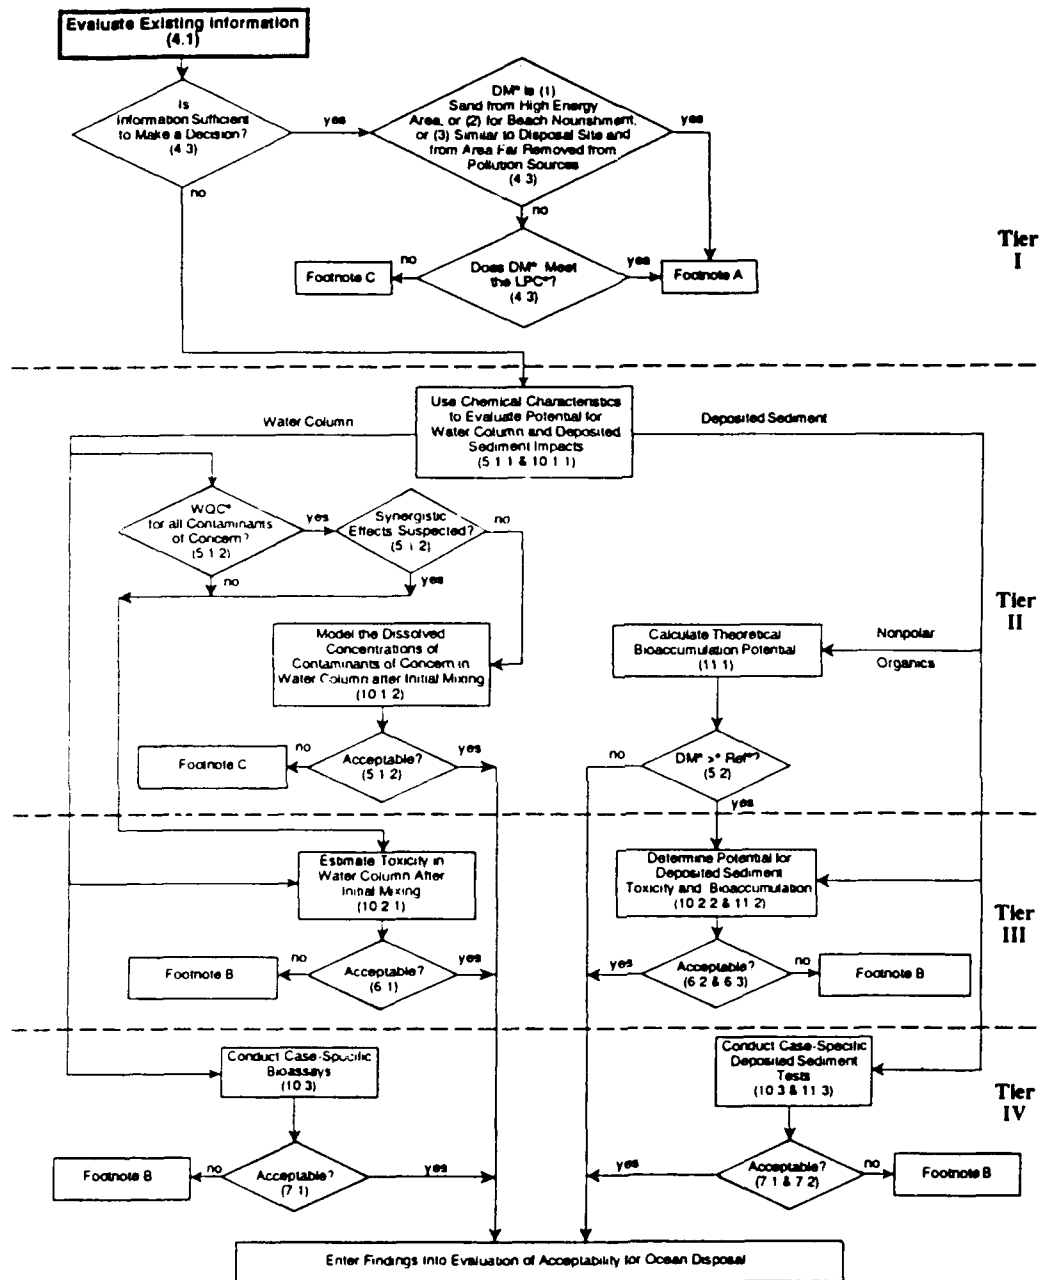 Evaluate Existing Information
(4.1)
Is
Information Sufficient
to Make a Decision?
(4 3)
yes
no
DM* is (1)
Sand from High Energy
Area, or (2) for Beach Nourishment,
or (3) Similar to Disposal Site and
from Area Far Removed from
Pollution Sources
(4 3)
yes
no
Does DM* Meet
the LPC*?
(4 3)
no
yes
Footnote C
Footnote A
Tier
I
Use Chemical Characteristics
to Evaluate Potential for
Water Column and Deposited
Sediment Impacts
(5 1 1 & 10 1 1)
Water Column
Deposited Sediment
WQC*
for all Contaminants
of Concern?
(5 1 2)
yes
no
Synergistic
Effects Suspected?
(5 1 2)
no
yes
Model the Dissolved
Concentrations of
Contaminants of Concern in
Water Column after Initial Mixing
(10 1 2)
Calculate Theoretical
Bioaccumulation Potential
(11 1)
Nonpolar
Organics
Tier
II
Footnote C
no
Acceptable?
(5 1 2)
yes
no
DM* >* Ref*?
(5 2)
yes
Estimate Toxicity in
Water Column After
Initial Mixing
(10 2 1)
Determine Potential for
Deposited Sediment
Toxicity and Bioaccumulation
(10 2 2 & 11 2)
Tier
III
Footnote B
no
Acceptable?
(6 1)
yes
yes
Acceptable?
(6 2 & 6 3)
no
Footnote B
Conduct Case-Specific
Bioassays
(10 3)
Conduct Case-Specific
Deposited Sediment
Tests
(10 3 & 11 3)
Tier
IV
Footnote B
no
Acceptable?
(7 1)
yes
yes
Acceptable?
(7 1 & 7 2)
no
Footnote B
Enter Findings into Evaluation of Acceptability for Ocean Disposal